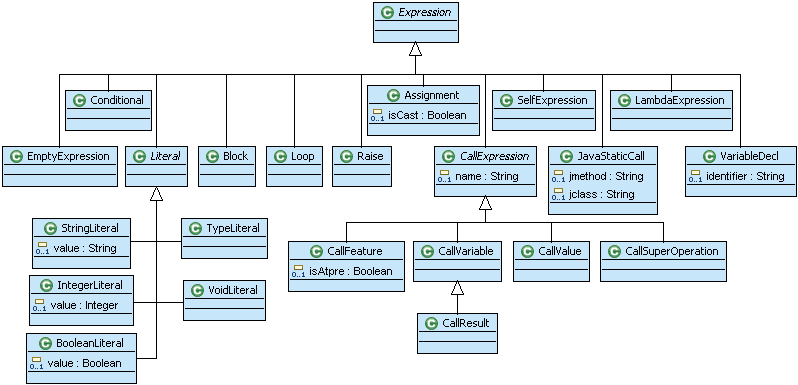 Expression
Conditional
Assignment
0..1 isCast : Boolean
SelfExpression
LambdaExpression
EmptyExpression
Literal
Block
Loop
Raise
CallExpression
0..1 name : String
JavaStaticCall
0..1 jmethod : String
0..1 jclass : String
VariableDecl
0..1 identifier : String
StringLiteral
0..1 value : String
TypeLiteral
CallFeature
0..1 isAtpre : Boolean
CallVariable
CallValue
CallSuperOperation
IntegerLiteral
0..1 value : Integer
VoidLiteral
CallResult
BooleanLiteral
0..1 value : Boolean